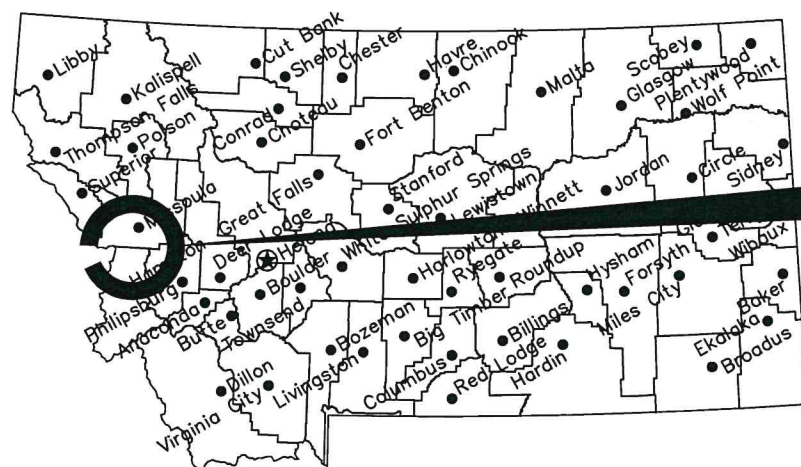 Libby
Cut Bank
Shelby
Chester
Havre
Chinook
Scobey
Plentywood
Kalispell
Malta
Glasgow
Wolf Point
Thompson Falls
Polson
Conrad
Choteau
Fort Benton
Superior
Great Falls
Stanford
Jordan
Circle
Sidney
Missoula
Sulphur Springs
Lewistown
Winnett
Deer Lodge
Helena
White
Harlowton
Ryegate
Roundup
Hysham
Forsyth
Miles City
Wibaux
Philipsburg
Anaconda
Butte
Boulder
Townsend
Bozeman
Livingston
Big Timber
Columbus
Billings
Red Lodge
Hardin
Baker
Ekalaka
Broadus
Dillon
Virginia City